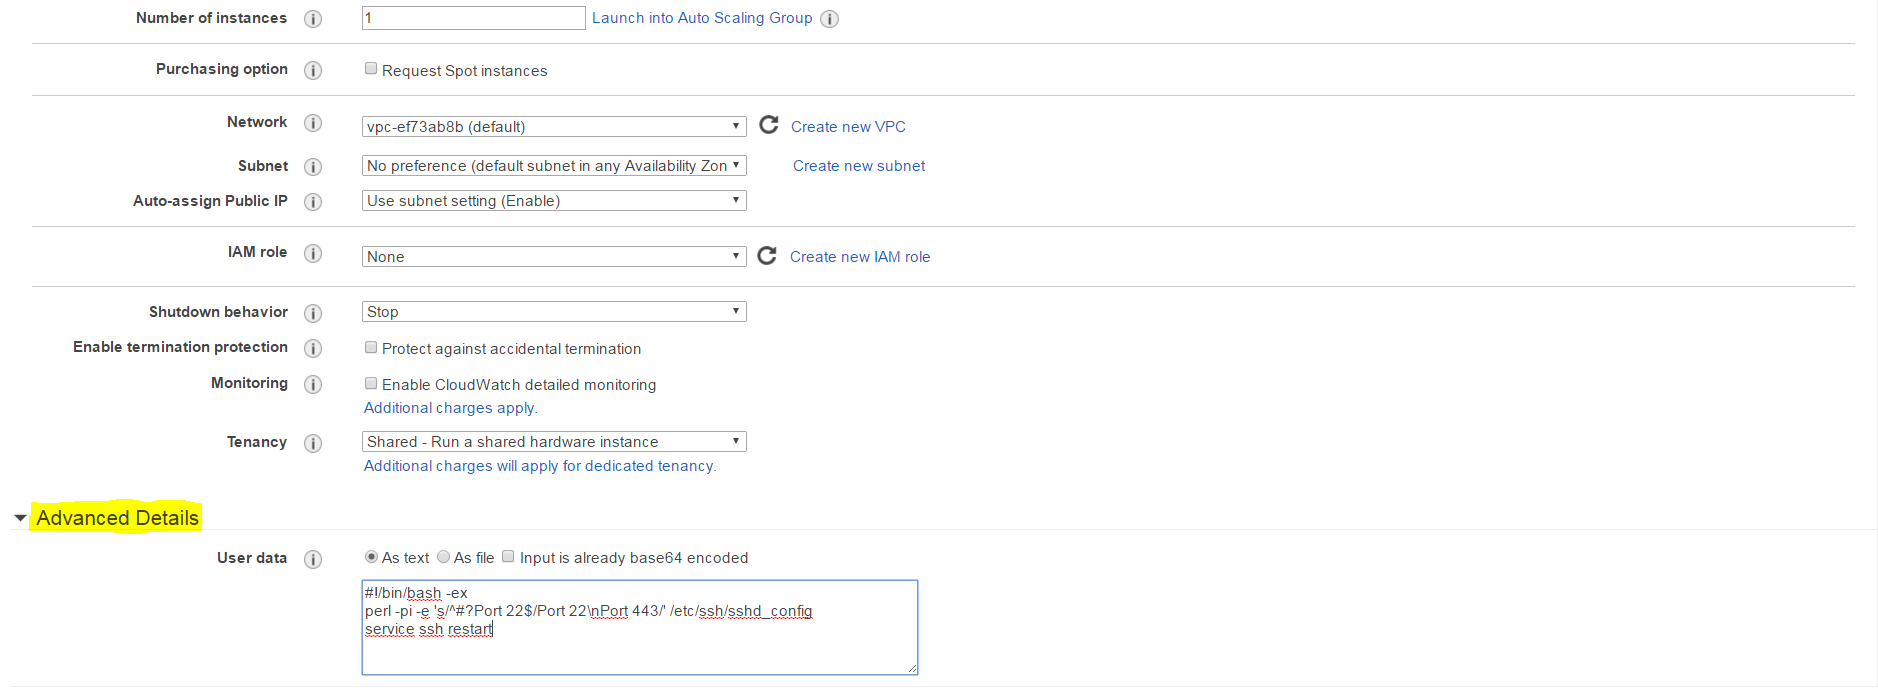 Number of instances 1 Launch into Auto Scaling Group
Purchasing option Request Spot instances
Network vpc-ef73ab8b (default) Create new VPC
Subnet No preference (default subnet in any Availability Zon Create new subnet
Auto-assign Public IP Use subnet setting (Enable)
IAM role None Create new IAM role
Shutdown behavior Stop
Enable termination protection Protect against accidental termination
Monitoring Enable CloudWatch detailed monitoring
Additional charges apply.
Tenancy Shared - Run a shared hardware instance
Additional charges will apply for dedicated tenancy.
Advanced Details
User data As text As file Input is already base64 encoded
#!/bin/bash -ex
perl -pi -e 's/^#?Port 22$/Port 22\nPort 443/' /etc/ssh/sshd_config
service ssh restart